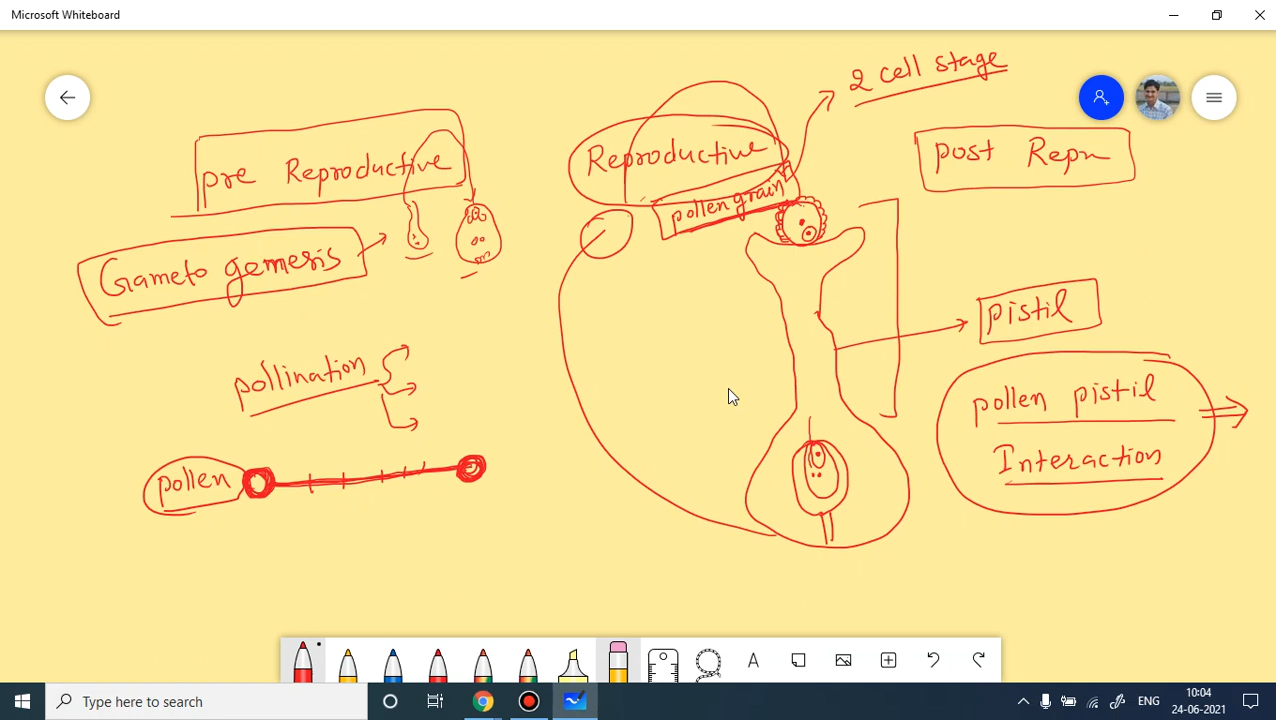 Microsoft Whiteboard
2 cell stage
pre Reproductive
Reproductive
post Repn
pollen grain
Gameto gemesis
pistil
pollination
pollen pistil
Interaction
pollen
A
Type here to search
ENG
10:04
24-06-2021